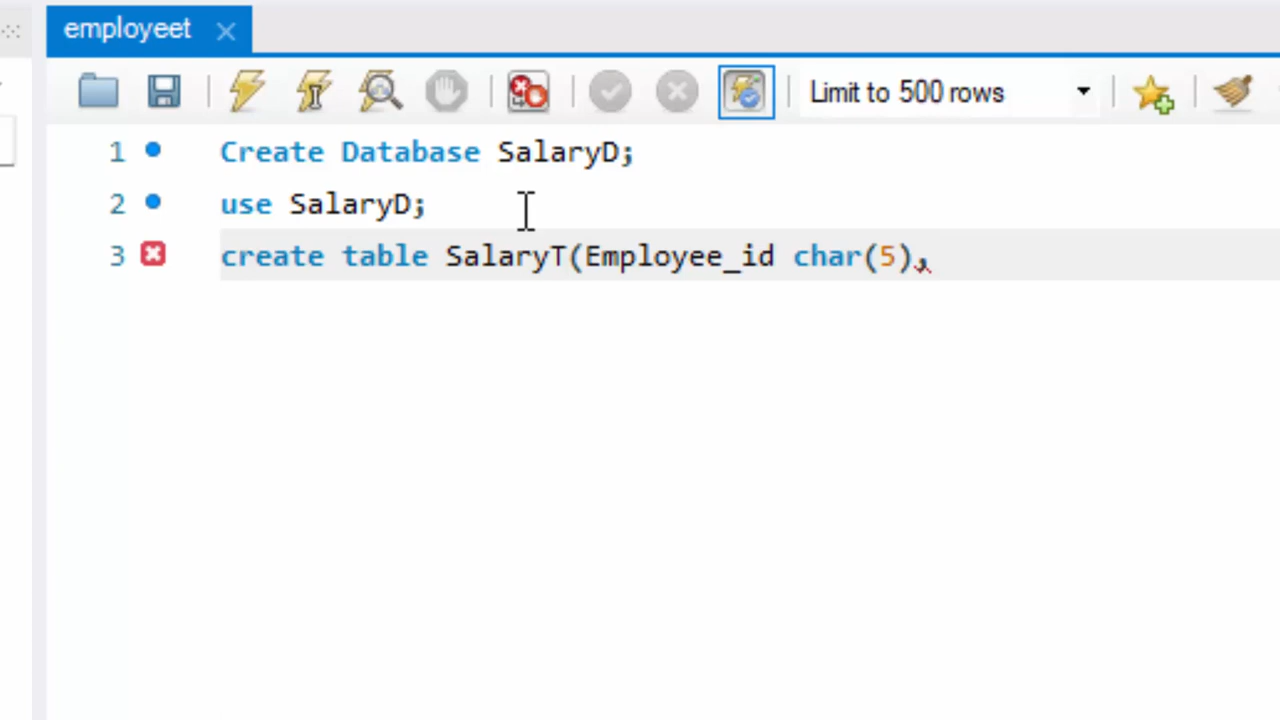 employeet
Limit to 500 rows
1 Create Database SalaryD;
2 use SalaryD;
3 create table SalaryT(Employee_id char(5),